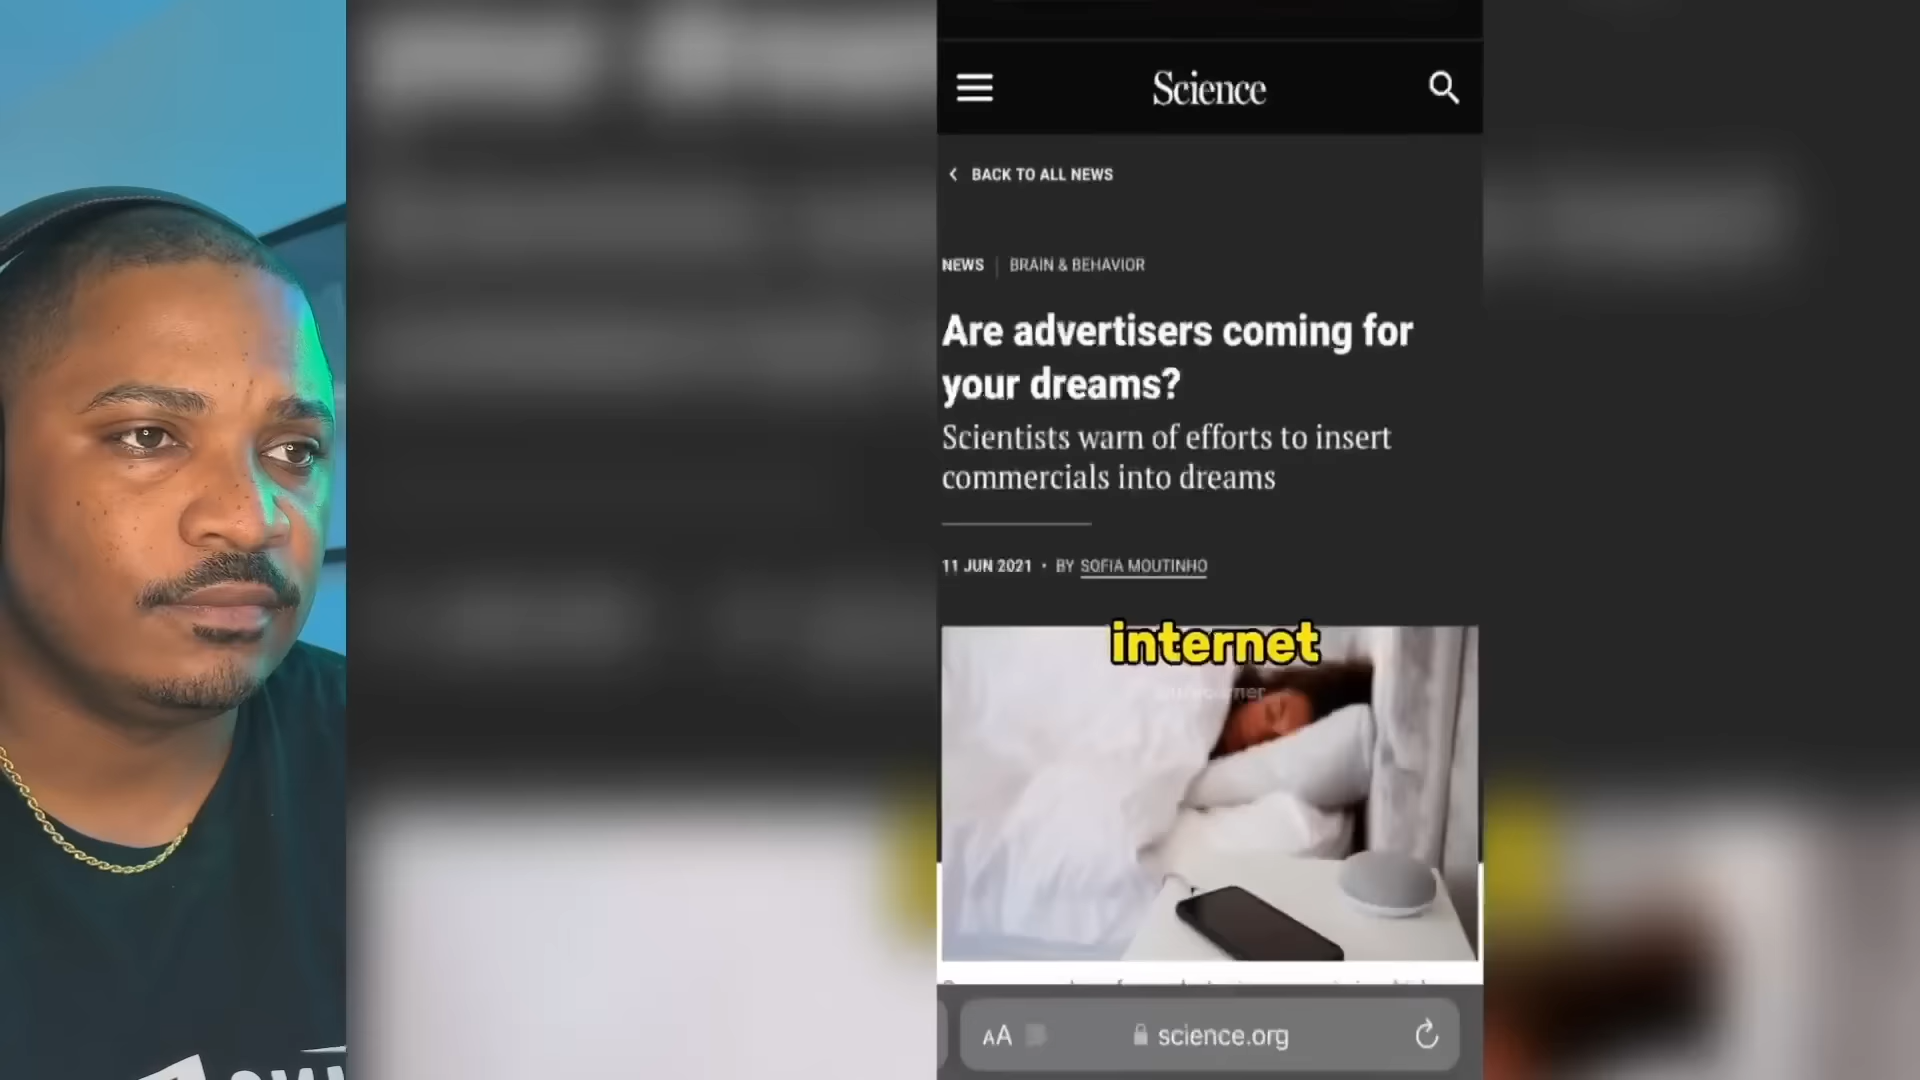 Science
BACK TO ALL NEWS
NEWS | BRAIN & BEHAVIOR
Are advertisers coming for
your dreams?
Scientists warn of efforts to insert
commercials into dreams
11 JUN 2021 • BY SOFIA MOUTINHO
internet
AA science.org